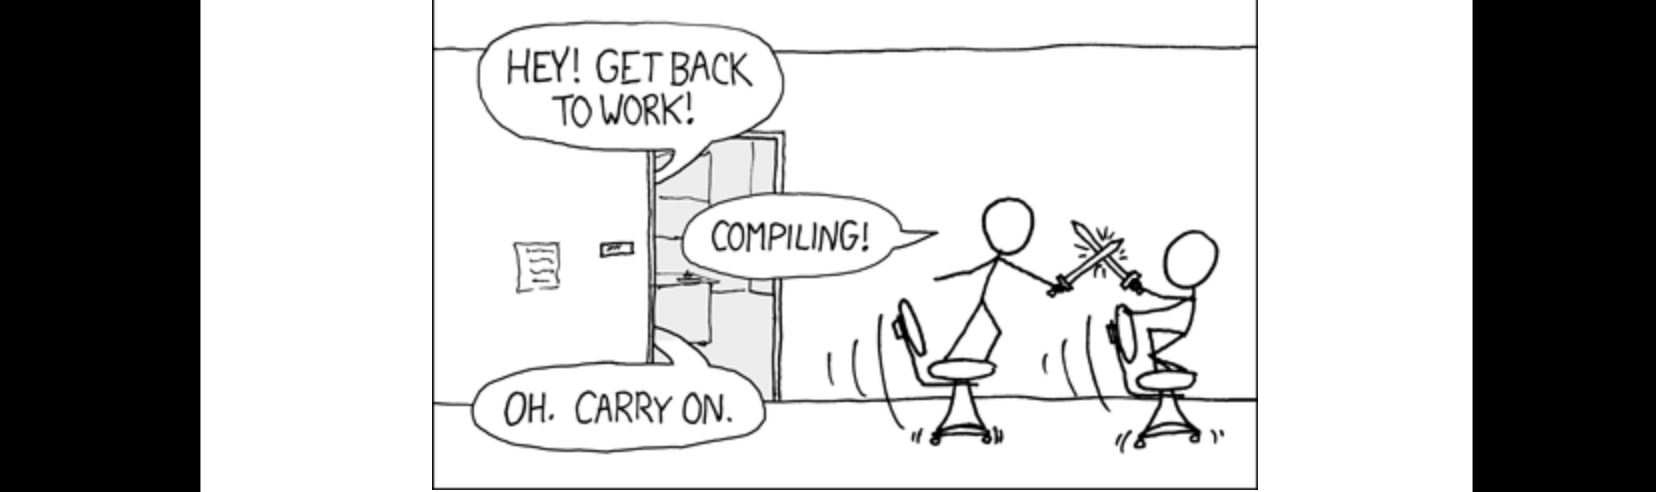 HEY! GET BACK
TO WORK!
COMPILING!
OH. CARRY ON.